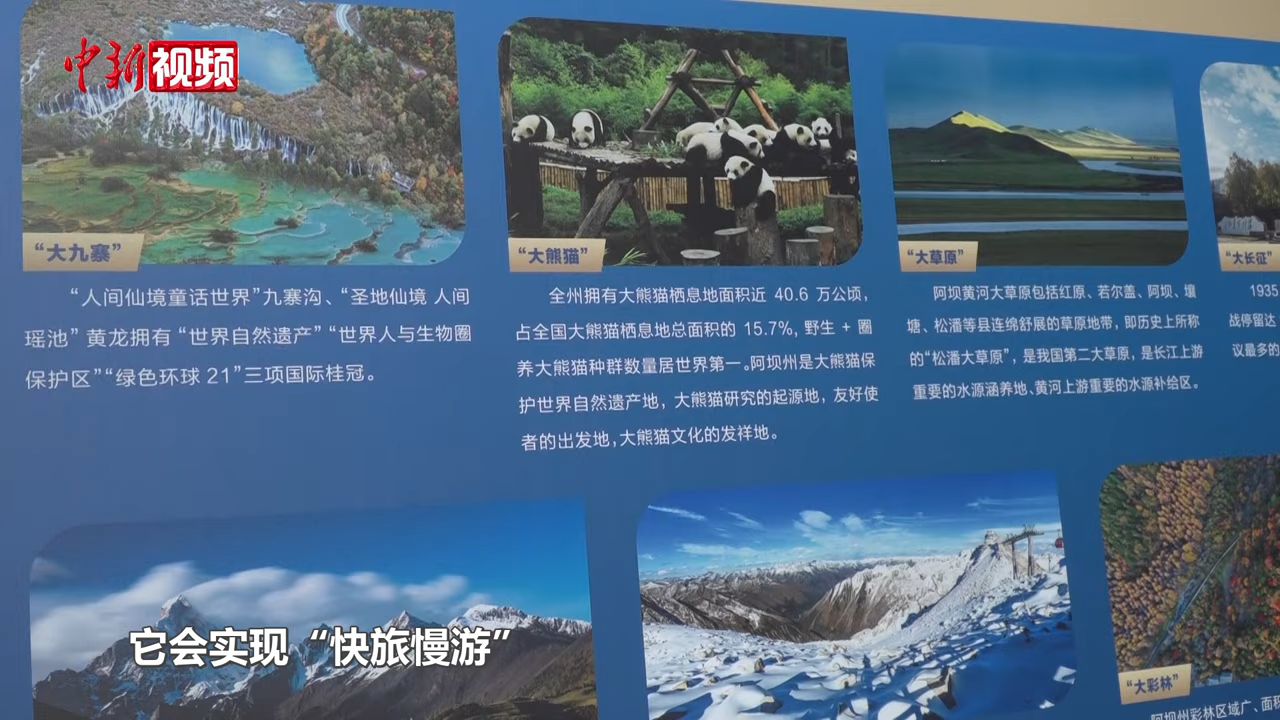 中新视频
“大九寨”
“人间仙境童话世界”九寨沟、“圣地仙境 人间
瑶池” 黄龙拥有 “世界自然遗产” “世界人与生物圈
保护区”“绿色环球 21”三项国际桂冠。
“大熊猫”
全州拥有大熊猫栖息地面积近 40.6 万公顷,
占全国大熊猫栖息地总面积的 15.7%, 野生 + 圈
养大熊猫种群数量居世界第一。阿坝州是大熊猫保
护世界自然遗产地， 大熊猫研究的起源地， 友好使
者的出发地,大熊猫文化的发祥地。
“大草原”
阿坝黄河大草原包括红原、若尔盖、阿坝、壤
塘、松潘等县连绵舒展的草原地带，即历史上所称
的“松潘大草原”，是我国第二大草原，是长江上游
重要的水源涵养地、黄河上游重要的水源补给区。
“大长征”
1935
战停留达
议最多的
“大彩林”
阿坝州彩林区域广、面积
它会实现“快旅慢游”